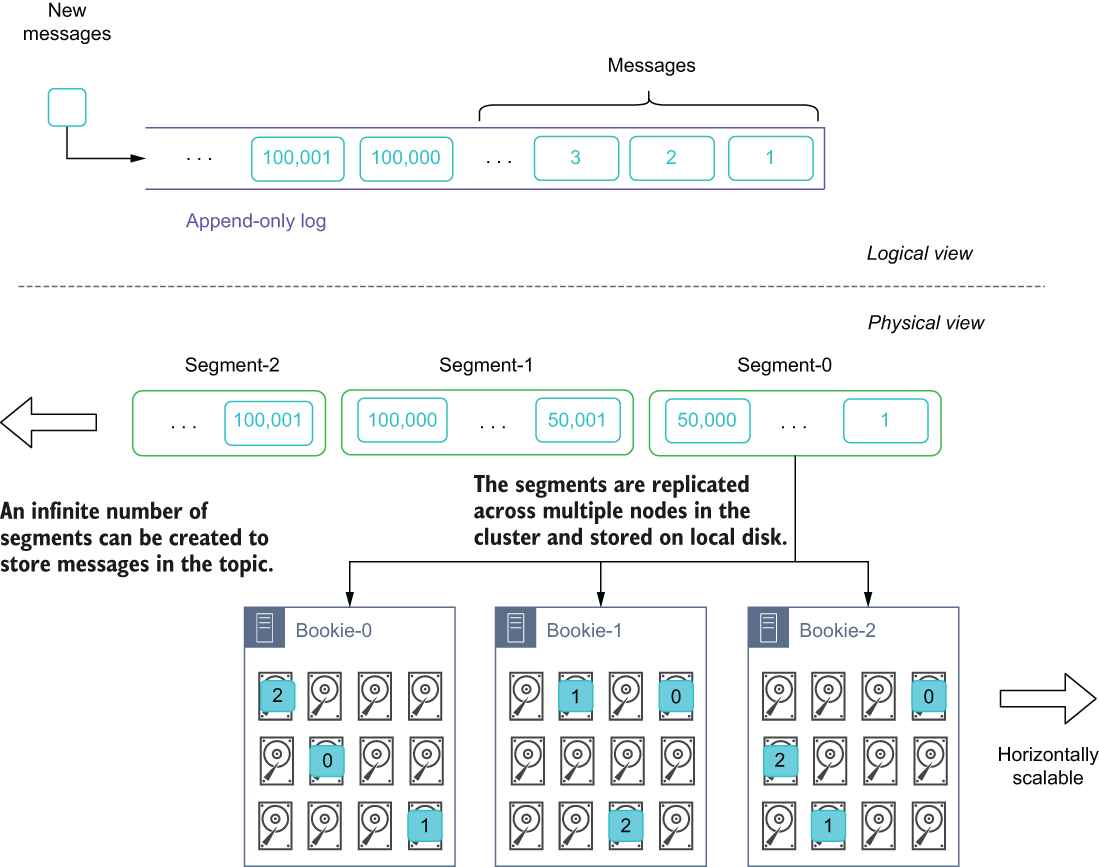 New
messages
Messages
. . . 100,001 100,000 . . . 3 2 1
Append-only log
Logical view
Physical view
Segment-2 Segment-1 Segment-0
. . . 100,001 100,000 . . . 50,001 50,000 . . . 1
An infinite number of
segments can be created to
store messages in the topic.
The segments are replicated
across multiple nodes in the
cluster and stored on local disk.
Bookie-0 Bookie-1 Bookie-2
2 1 0 0
0 2
1 2 1
Horizontally
scalable